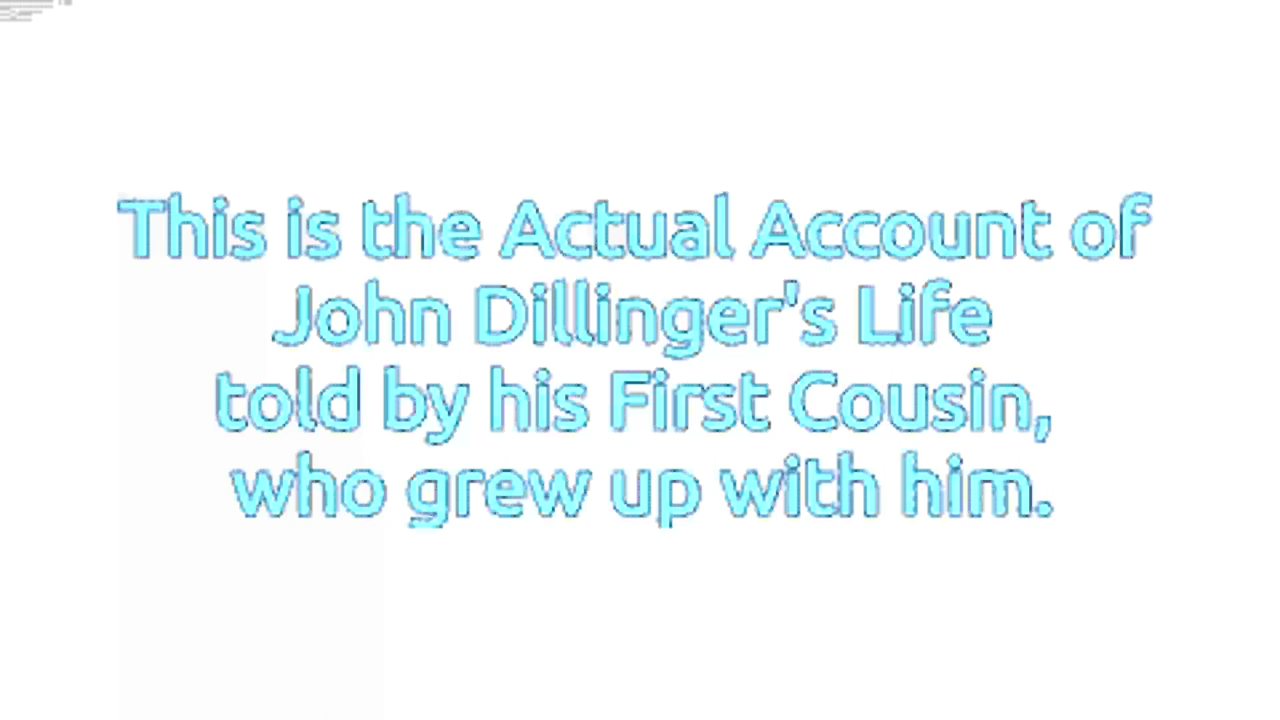 This is the Actual Account of
John Dillinger's Life
told by his First Cousin,
who grew up with him.